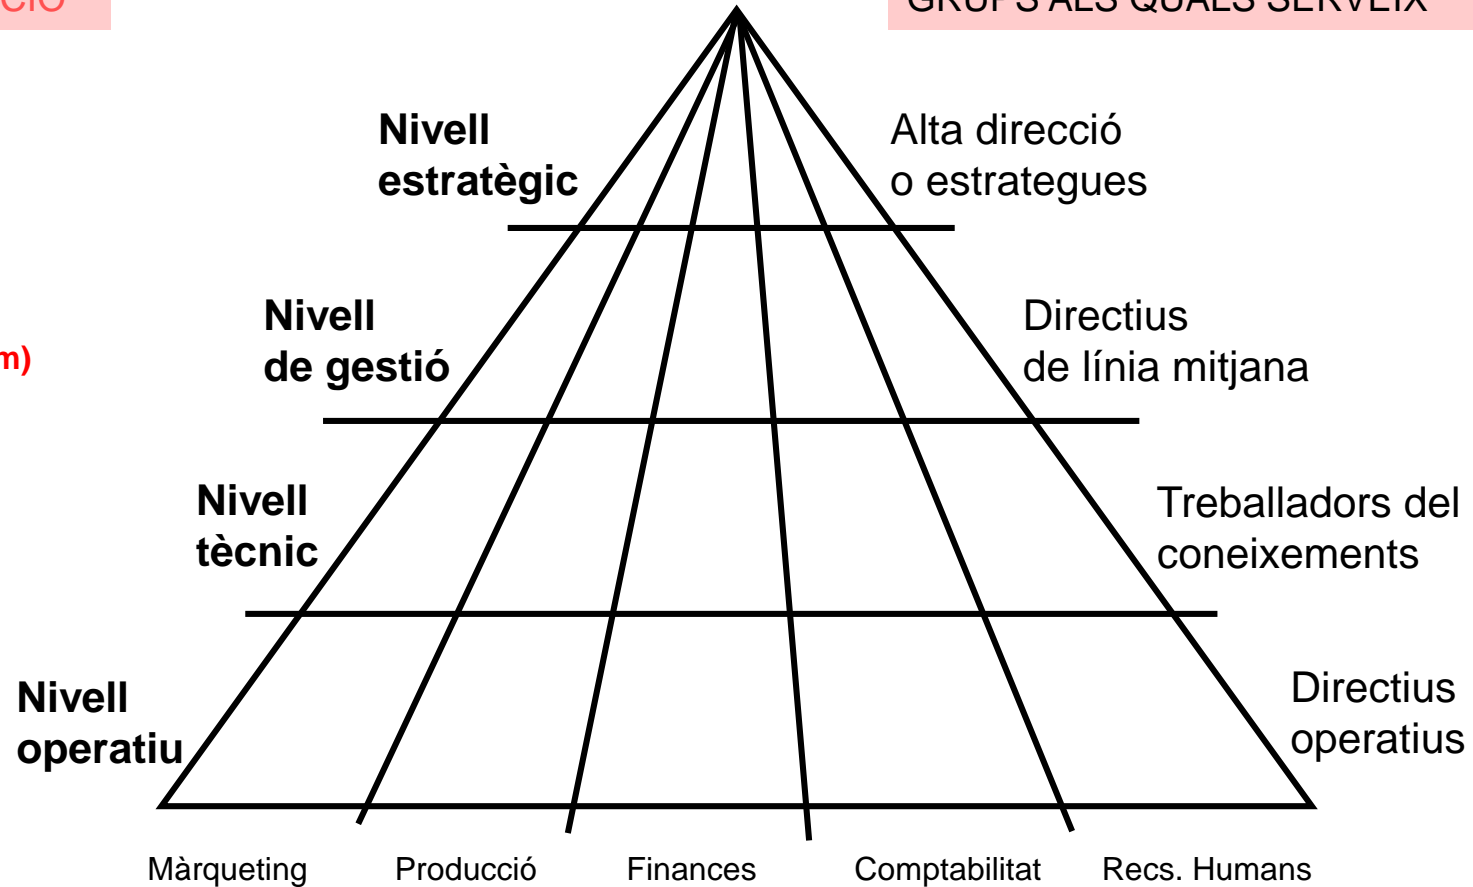 CIÓ
GRUPS ALS QUALS SERVEIX
Nivell
estratègic
Alta direcció
o estrategues
Nivell
de gestió
Directius
de línia mitjana
m)
Nivell
tècnic
Treballadors del
coneixements
Nivell
operatiu
Directius
operatius
Màrqueting Producció Finances Comptabilitat Recs. Humans